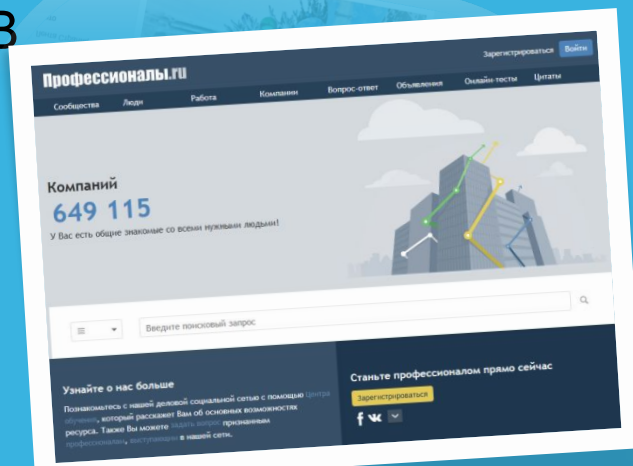 З
Профессионалы.ru
Зарегистрироваться Войти
Сообщества Люди Работа Компании Вопрос-ответ Объявления Онлайн-тесты Цитаты
Компаний
649 115
У Вас есть общие знакомые со всеми нужными людьми!
Введите поисковый запрос
Узнайте о нас больше
Познакомьтесь с нашей деловой социальной сетью с помощью Центра
обучения, который расскажет Вам об основных возможностях
ресурса. Также Вы можете задать вопрос признанным
профессионалам, выступающим в нашей сети.
Станьте профессионалом прямо сейчас
Зарегистрироваться